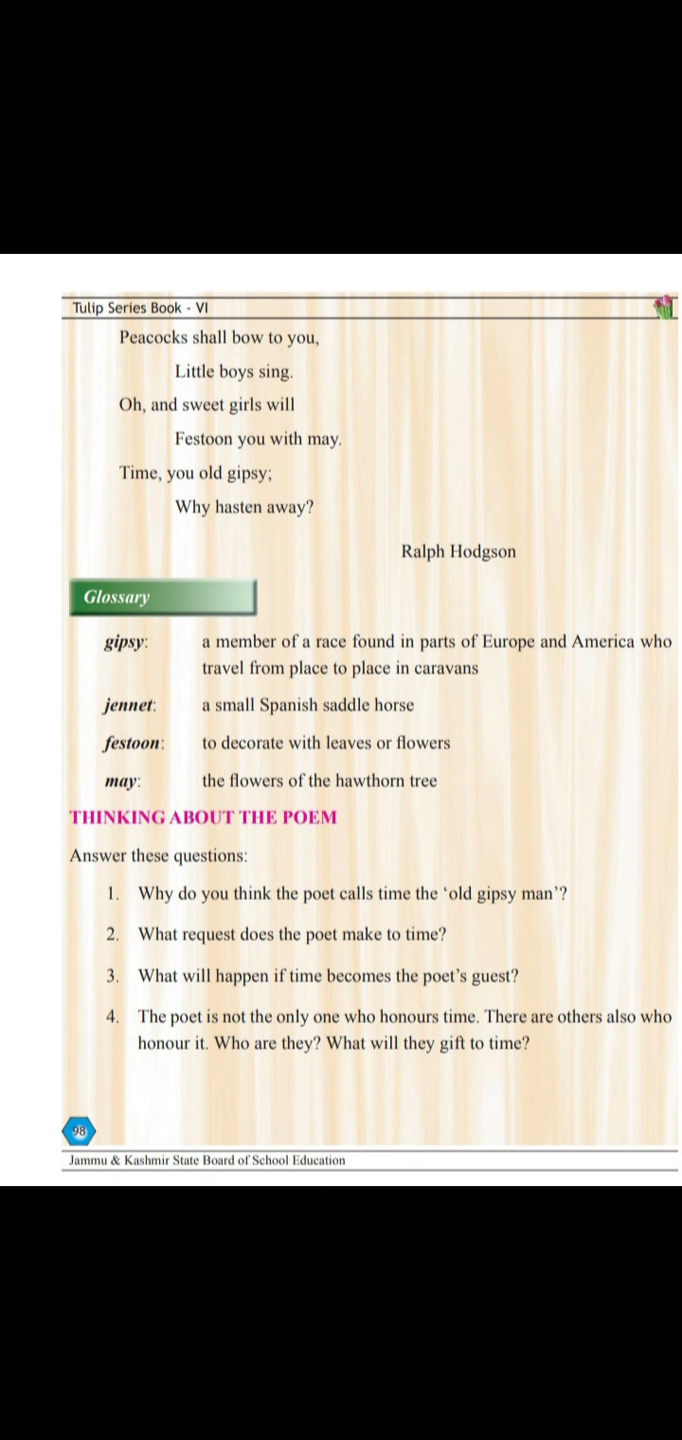 Tulip Series Book - VI
Peacocks shall bow to you,
Little boys sing.
Oh, and sweet girls will
Festoon you with may.
Time, you old gipsy;
Why hasten away?
Ralph Hodgson
Glossary
gipsy: a member of a race found in parts of Europe and America who
travel from place to place in caravans
jennet: a small Spanish saddle horse
festoon: to decorate with leaves or flowers
may: the flowers of the hawthorn tree
THINKING ABOUT THE POEM
Answer these questions:
1. Why do you think the poet calls time the ‘old gipsy man’?
2. What request does the poet make to time?
3. What will happen if time becomes the poet’s guest?
4. The poet is not the only one who honours time. There are others also who
honour it. Who are they? What will they gift to time?
98
Jammu & Kashmir State Board of School Education